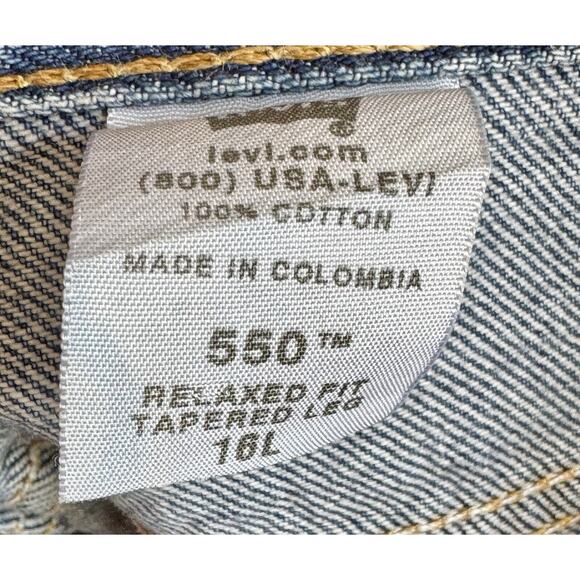 ®
levi.com
(800) USA-LEVI
100% COTTON
MADE IN COLOMBIA
550™
RELAXED FIT
TAPERED LEG
16L